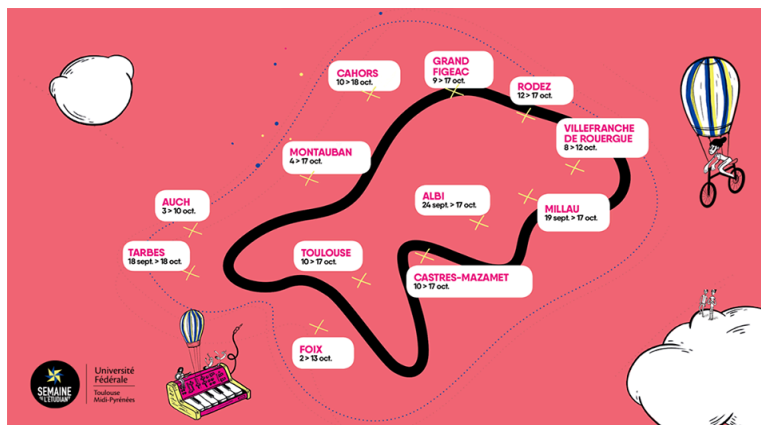 CAHORS
10 > 18 oct.
GRAND
FIGEAC
9 > 17 oct.
RODEZ
12 > 17 oct.
VILLEFRANCHE
DE ROUERGUE
8 > 12 oct.
MONTAUBAN
4 > 17 oct.
AUCH
3 > 10 oct.
ALBI
24 sept. > 17 oct.
MILLAU
19 sept. > 17 oct.
TARBES
18 sept. > 18 oct.
TOULOUSE
10 > 17 oct.
CASTRES-MAZAMET
10 > 17 oct.
FOIX
2 > 13 oct.
SEMAINE
DE L'ÉTUDIANT
Université
Fédérale
Toulouse
Midi-Pyrénées